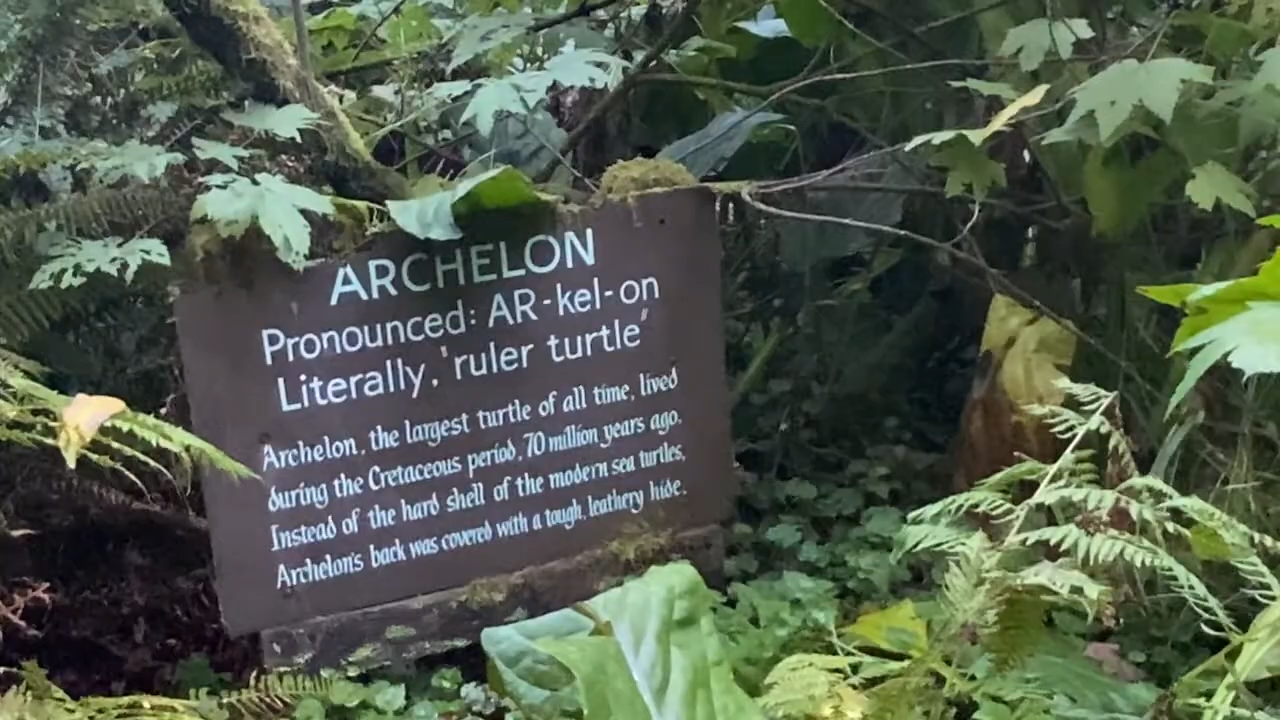 ARCHELON
Pronounced: AR-kel-on
Literally, "ruler turtle"
Archelon, the largest turtle of all time, lived
during the Cretaceous period, 70 million years ago.
Instead of the hard shell of the modern sea turtles,
Archelon's back was covered with a tough, leathery hide.